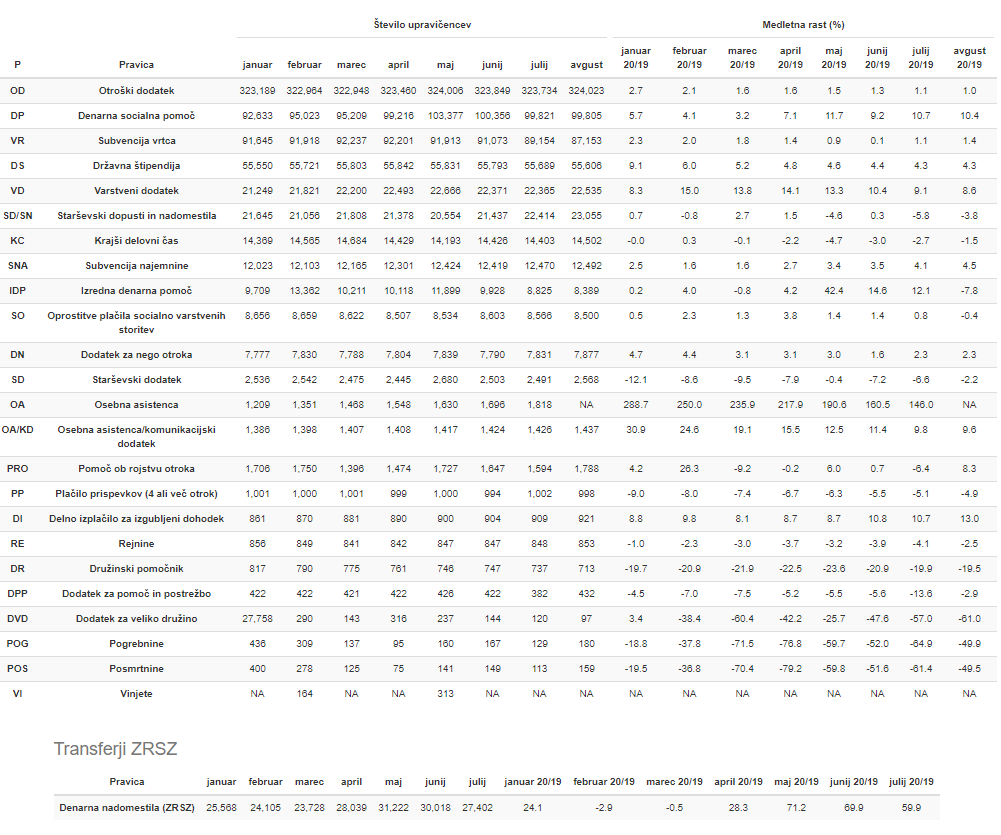 Število upravičencev Medletna rast (%)
januar februar marec april maj junij julij avgust
P Pravica januar februar marec april maj junij julij avgust 20/19 20/19 20/19 20/19 20/19 20/19 20/19 20/19
OD Otroški dodatek 323,189 322,964 322,948 323,460 324,006 323,849 323,734 324,023 2.7 2.1 1.6 1.6 1.5 1.3 1.1 1.0
DP Denarna socialna pomoč 92,633 95,023 95,209 99,216 103,377 100,356 99,821 99,805 5.7 4.1 3.2 7.1 11.7 9.2 10.7 10.4
VR Subvencija vrtca 91,645 91,918 92,237 92,201 91,913 91,073 89,154 87,153 2.3 2.0 1.8 1.4 0.9 0.1 1.1 1.4
DS Državna štipendija 55,550 55,721 55,803 55,842 55,831 55,793 55,689 55,606 9.1 6.0 5.2 4.8 4.6 4.4 4.3 4.3
VD Varstveni dodatek 21,249 21,821 22,200 22,493 22,666 22,371 22,365 22,535 8.3 15.0 13.8 14.1 13.3 10.4 9.1 8.6
SD/SN Starševski dopusti in nadomestila 21,645 21,056 21,808 21,378 20,554 21,437 22,414 23,055 0.7 -0.8 2.7 1.5 -4.6 0.3 -5.8 -3.8
KC Krajši delovni čas 14,369 14,565 14,684 14,429 14,193 14,426 14,403 14,502 -0.0 0.3 -0.1 -2.2 -4.7 -3.0 -2.7 -1.5
SNA Subvencija najemnine 12,023 12,103 12,165 12,301 12,424 12,419 12,470 12,492 2.5 1.6 1.6 2.7 3.4 3.5 4.1 4.5
IDP Izredna denarna pomoč 9,709 13,362 10,211 10,118 11,899 9,928 8,825 8,389 0.2 4.0 -0.8 4.2 42.4 14.6 12.1 -7.8
SO Oprostitve plačila socialno varstvenih 8,656 8,659 8,622 8,507 8,534 8,603 8,566 8,500 0.5 2.3 1.3 3.8 1.4 1.4 0.8 -0.4
storitev
DN Dodatek za nego otroka 7,777 7,830 7,788 7,804 7,839 7,790 7,831 7,877 4.7 4.4 3.1 3.1 3.0 1.6 2.3 2.3
SD Starševski dodatek 2,536 2,542 2,475 2,445 2,680 2,503 2,491 2,568 -12.1 -8.6 -9.5 -7.9 -0.4 -7.2 -6.6 -2.2
OA Osebna asistenca 1,209 1,351 1,468 1,548 1,630 1,696 1,818 NA 288.7 250.0 235.9 217.9 190.6 160.5 146.0 NA
OA/KD Osebna asistenca/komunikacijski 1,386 1,398 1,407 1,408 1,417 1,424 1,426 1,437 30.9 24.6 19.1 15.5 12.5 11.4 9.8 9.6
dodatek
PRO Pomoč ob rojstvu otroka 1,706 1,750 1,396 1,474 1,727 1,647 1,594 1,788 4.2 26.3 -9.2 -0.2 6.0 0.7 -6.4 8.3
PP Plačilo prispevkov (4 ali več otrok) 1,001 1,000 1,001 999 1,000 994 1,002 998 -9.0 -8.0 -7.4 -6.7 -6.3 -5.5 -5.1 -4.9
DI Delno izplačilo za izgubljeni dohodek 861 870 881 890 900 904 909 921 8.8 9.8 8.1 8.7 8.7 10.8 10.7 13.0
RE Rejnine 856 849 841 842 847 847 848 853 -1.0 -2.3 -3.0 -3.7 -3.2 -3.9 -4.1 -2.5
DR Družinski pomočnik 817 790 775 761 746 747 737 713 -19.7 -20.9 -21.9 -22.5 -23.6 -20.9 -19.9 -19.5
DPP Dodatek za pomoč in postrežbo 422 422 421 422 426 422 382 432 -4.5 -7.0 -7.5 -5.2 -5.5 -5.6 -13.6 -2.9
DVD Dodatek za veliko družino 27,758 290 143 316 237 144 120 97 3.4 -38.4 -60.4 -42.2 -25.7 -47.6 -57.0 -61.0
POG Pogrebnine 436 309 137 95 160 167 129 180 -18.8 -37.8 -71.5 -76.8 -59.7 -52.0 -64.9 -49.9
POS Posmrtnine 400 278 125 75 141 149 113 159 -19.5 -36.8 -70.4 -79.2 -59.8 -51.6 -61.4 -49.5
VI Vinjete NA 164 NA NA 313 NA NA NA NA NA NA NA NA NA NA NA
Transferji ZRSZ
Pravica januar februar marec april maj junij julij januar 20/19 februar 20/19 marec 20/19 april 20/19 maj 20/19 junij 20/19 julij 20/19
Denarna nadomestila (ZRSZ) 25,568 24,105 23,728 28,039 31,222 30,018 27,402 24.1 -2.9 -0.5 28.3 71.2 69.9 59.9